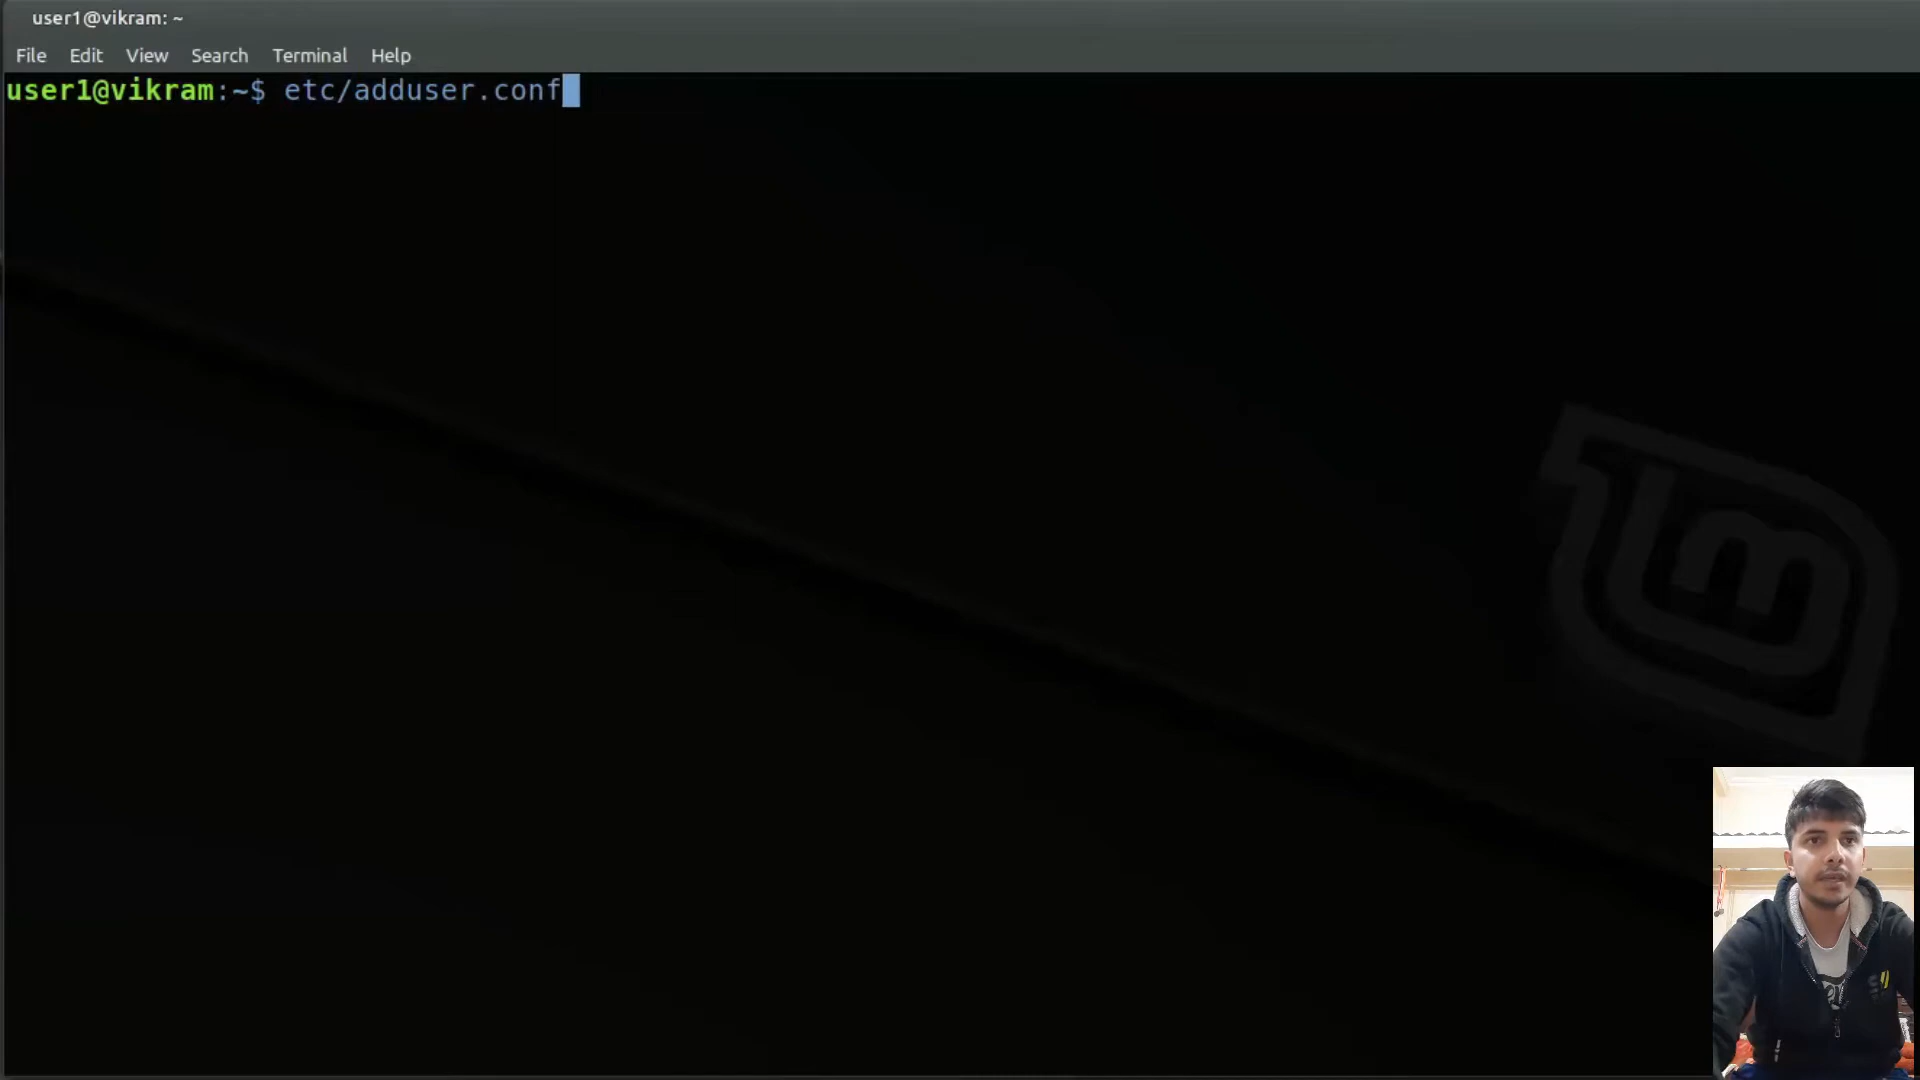 user1@vikram: ~
File Edit View Search Terminal Help
user1@vikram:~$ etc/adduser.conf